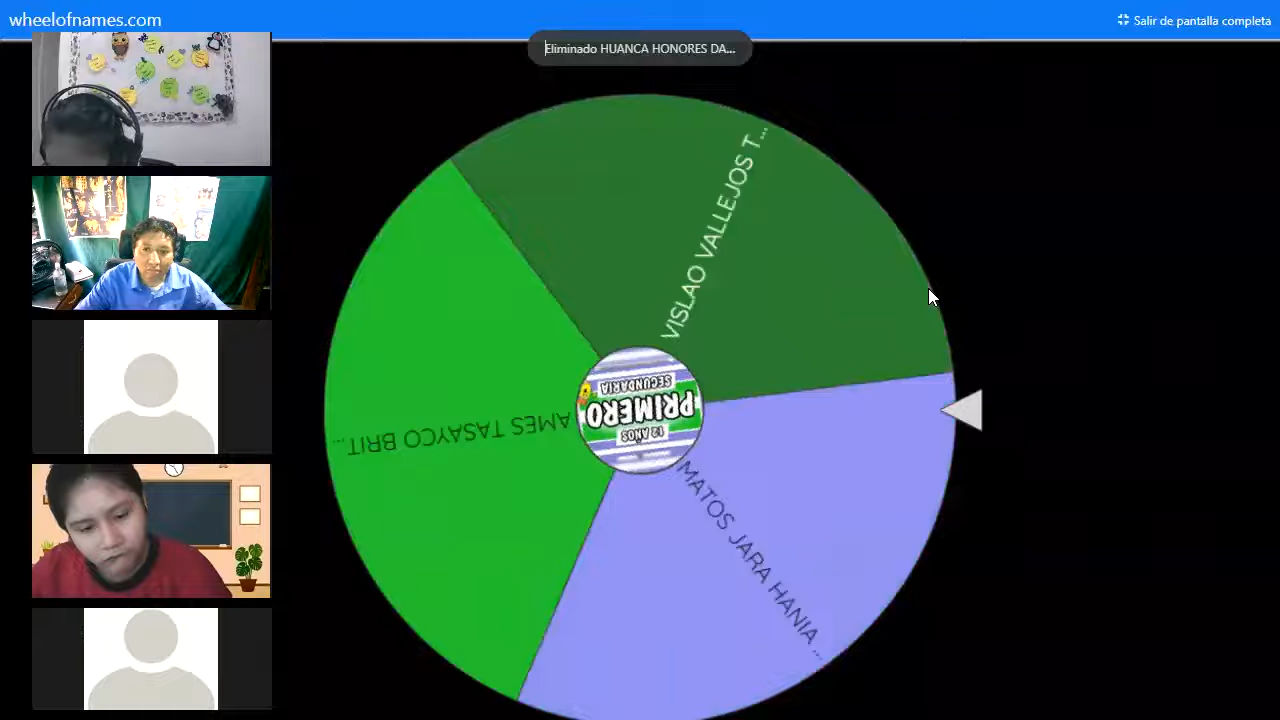 wheelofnames.com
Salir de pantalla completa
Eliminado HUANCA HONORES DA...
VISLAO VALLEJOS T...
AMES TASAYCO BRIT...
SECUNDARIA
PRIMERO
12 AÑOS
MATOS JARA HANIA ...